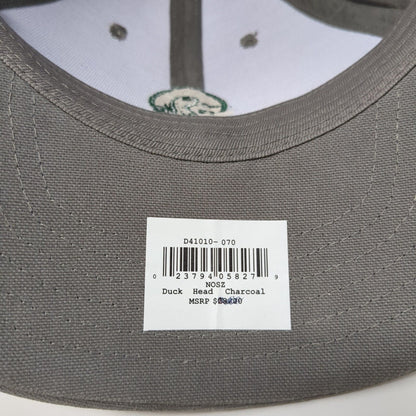 D41010-070
0 23794 05827 9
NOSZ
Duck Head Charcoal
MSRP